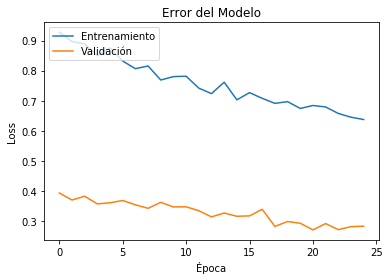 Error del Modelo
Entrenamiento
Validación
0.9
0.8
0.7
0.6
0.5
0.4
0.3
Loss
0 5 10 15 20 25
Época